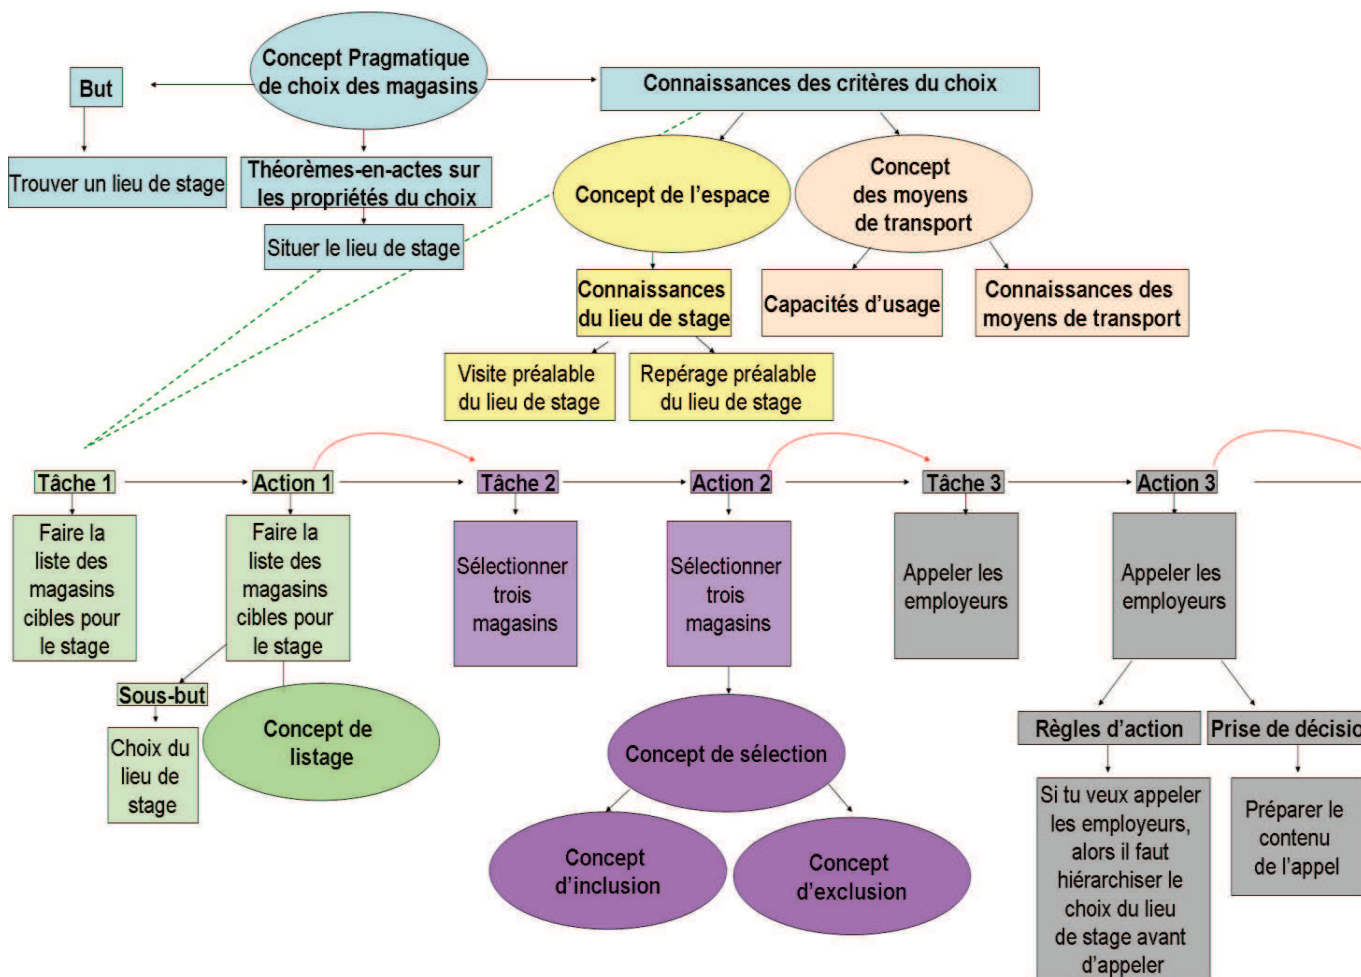 Concept Pragmatique
de choix des magasins
But
Connaissances des critères du choix
Trouver un lieu de stage
Théorèmes-en-actes sur
les propriétés du choix
Situer le lieu de stage
Concept de l'espace
Concept
des moyens
de transport
Connaissances
du lieu de stage
Capacités d'usage
Connaissances des
moyens de transport
Visite préalable
du lieu de stage
Repérage préalable
du lieu de stage
Tâche 1
Action 1
Tâche 2
Action 2
Tâche 3
Action 3
Faire la
liste des
magasins
cibles pour
le stage
Faire la
liste des
magasins
cibles pour
le stage
Sélectionner
trois
magasins
Sélectionner
trois
magasins
Appeler les
employeurs
Appeler les
employeurs
Sous-but
Choix du
lieu de
stage
Concept de
listage
Concept de sélection
Concept
d'inclusion
Concept
d'exclusion
Règles d'action
Prise de décisio
Si tu veux appeler
les employeurs,
alors il faut
hiérarchiser le
choix du lieu
de stage avant
d'appeler
Préparer le
contenu
de l'appel